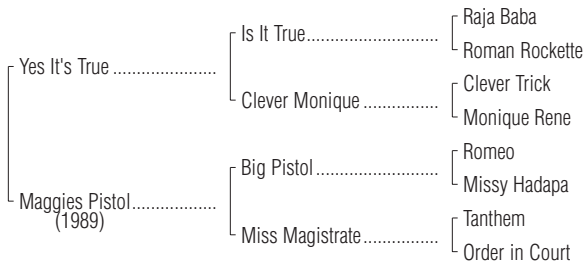 Raja Baba
Is It True..............................
Roman Rockette
Yes It's True .......................
Clever Trick
Clever Monique .................
Monique Rene
Romeo
Big Pistol ...........................
Missy Hadapa
Maggies Pistol...................
(1989)
Tanthem
Miss Magistrate.................
Order in Court